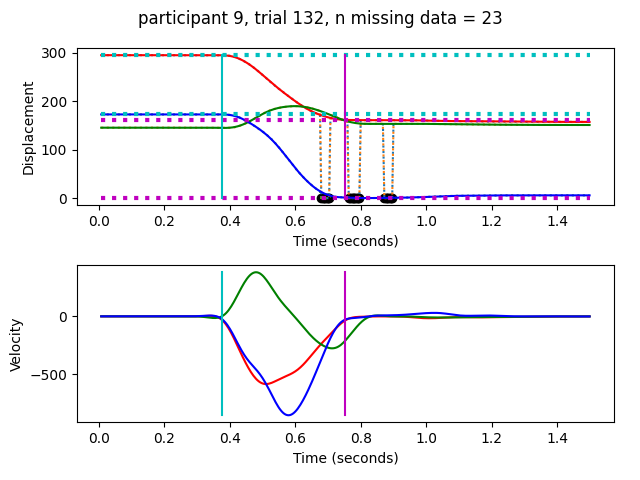 participant 9, trial 132, n missing data = 23
Displacement
300
200
100
0
0.0 0.2 0.4 0.6 0.8 1.0 1.2 1.4
Time (seconds)
Velocity
0
−500
0.0 0.2 0.4 0.6 0.8 1.0 1.2 1.4
Time (seconds)